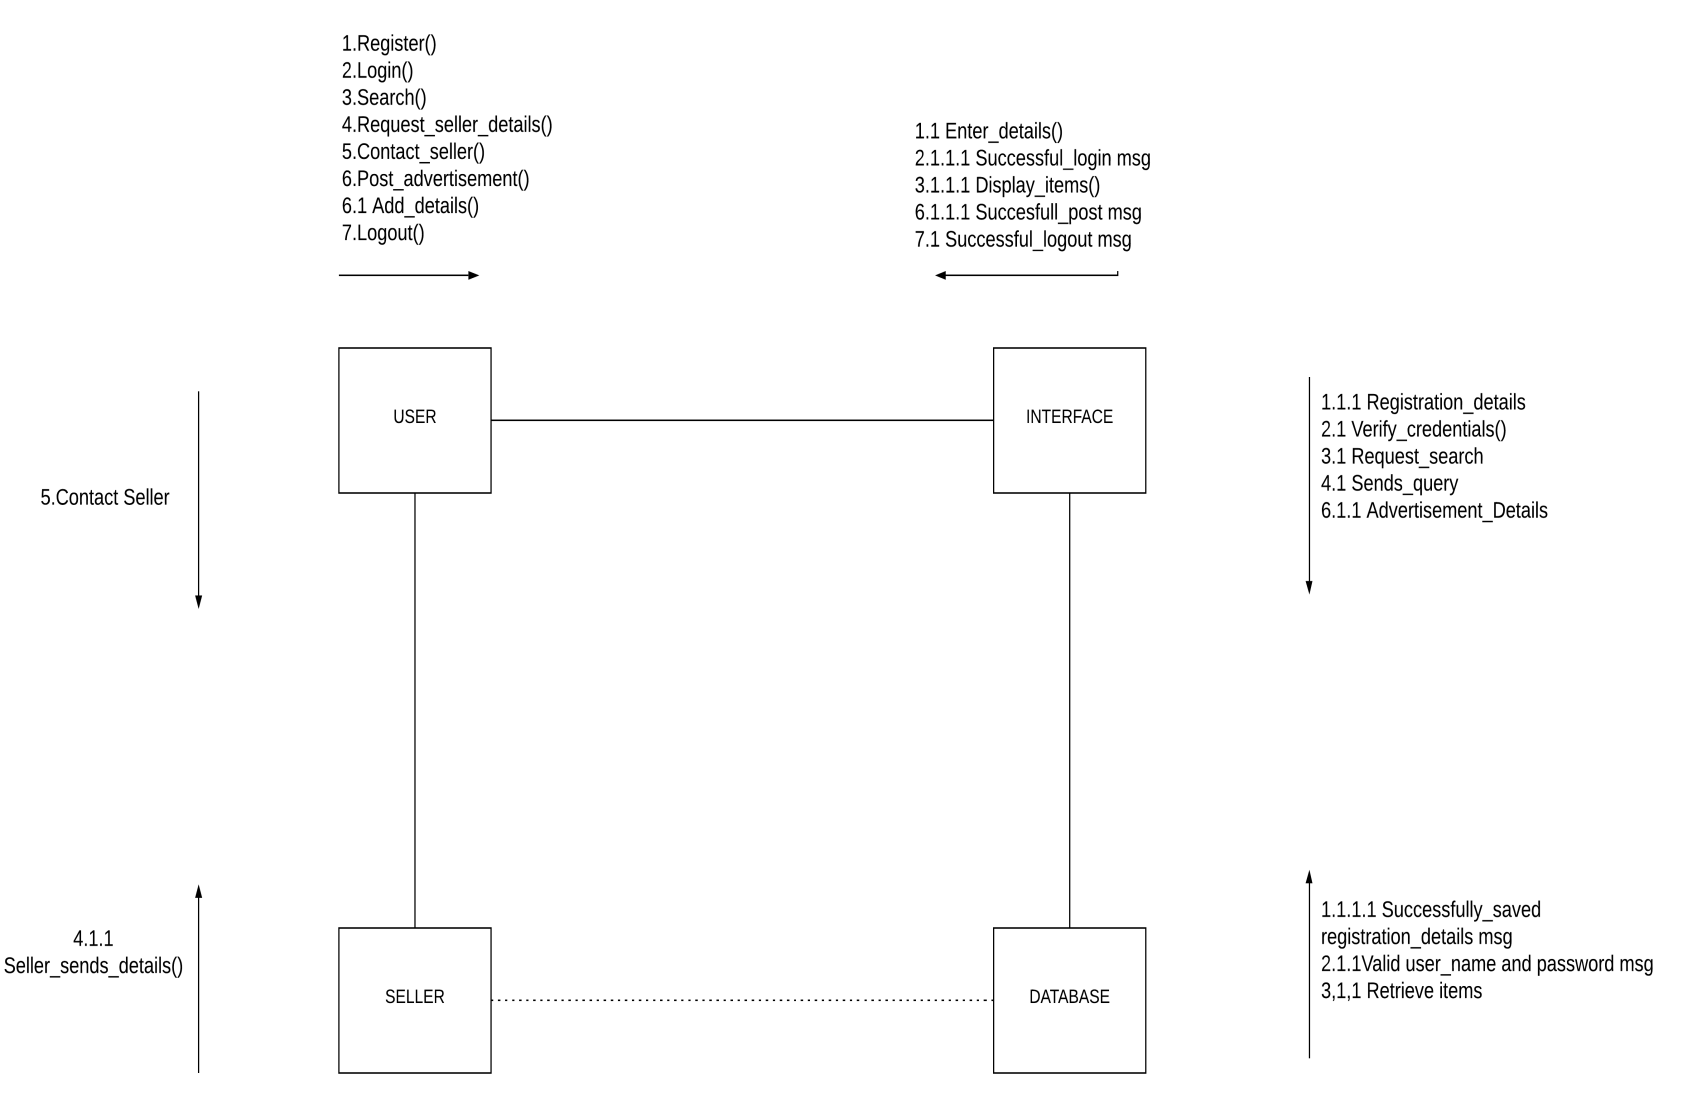 1.Register()
2.Login()
3.Search()
4.Request_seller_details()
5.Contact_seller()
6.Post_advertisement()
6.1 Add_details()
7.Logout()
1.1 Enter_details()
2.1.1.1 Successful_login msg
3.1.1.1 Display_items()
6.1.1.1 Succesfull_post msg
7.1 Successful_logout msg
USER
INTERFACE
1.1.1 Registration_details
2.1 Verify_credentials()
3.1 Request_search
4.1 Sends_query
6.1.1 Advertisement_Details
5.Contact Seller
4.1.1
Seller_sends_details()
SELLER
DATABASE
1.1.1.1 Successfully_saved
registration_details msg
2.1.1Valid user_name and password msg
3,1,1 Retrieve items